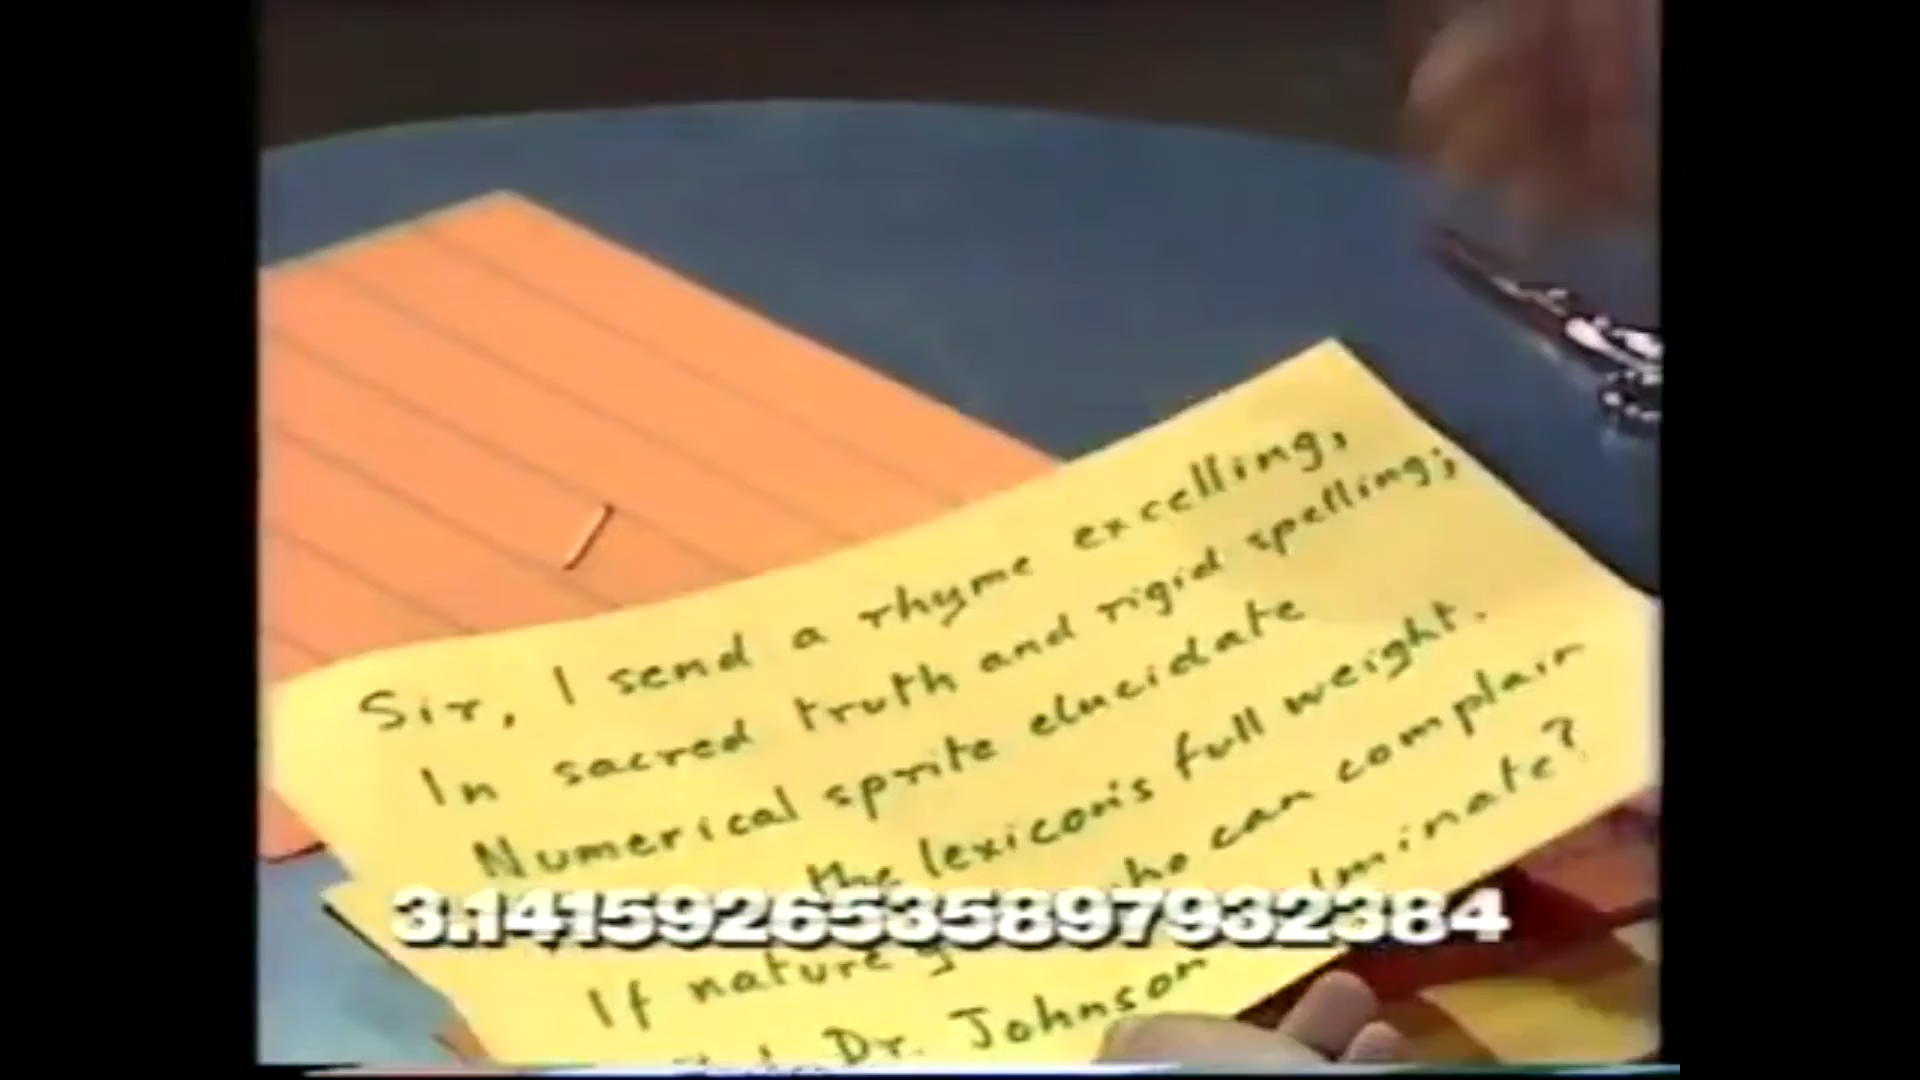 Sir, I send a rhyme excelling,
In sacred truth and rigid spelling;
Numerical sprite elucidate
the lexicon's full weight.
If nature who can complain
Dr. Johnson
3.14159265358979932384